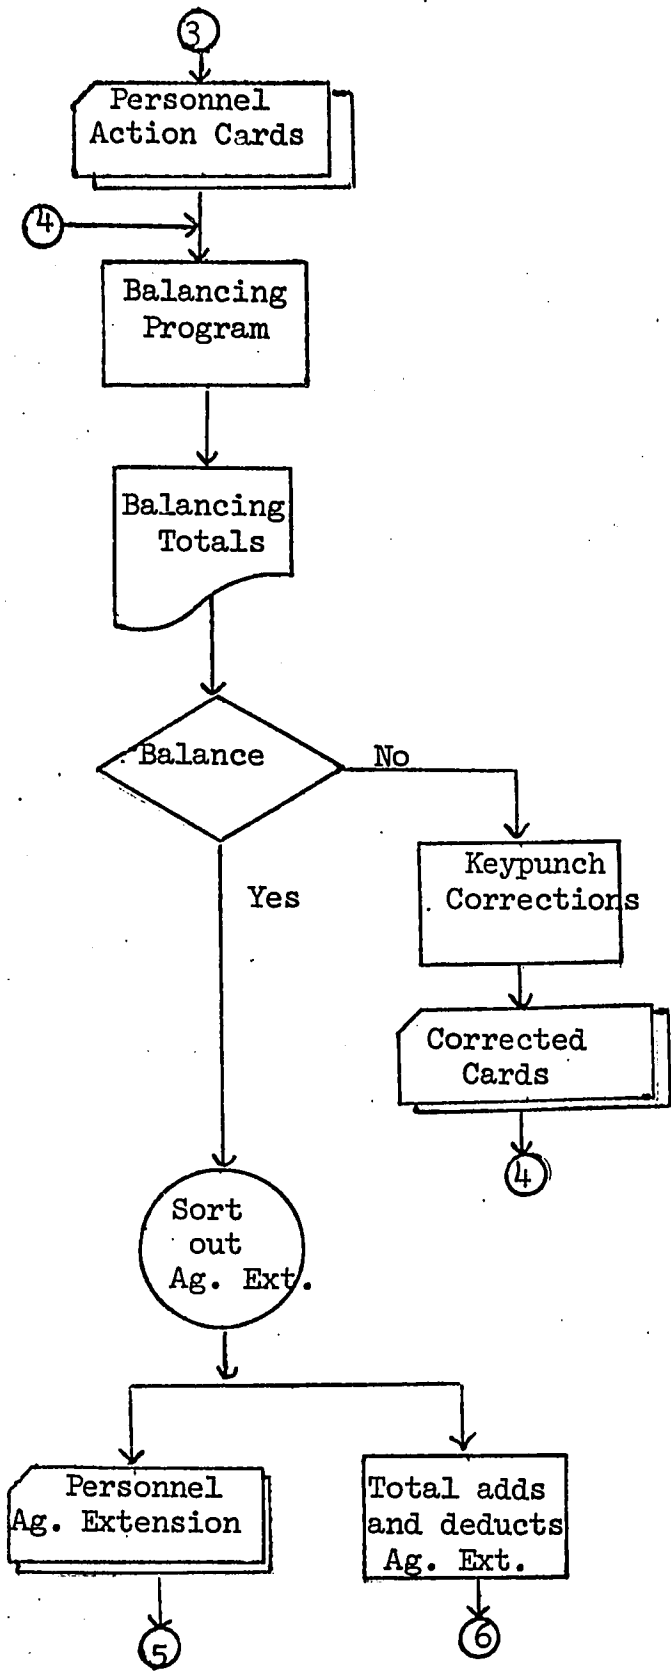 3
Personnel
Action Cards
4
Balancing
Program
Balancing
Totals
Balance
No
Yes
Keypunch
Corrections
Corrected
Cards
4
Sort
out
Ag. Ext.
Personnel
Ag. Extension
Total adds
and deducts
Ag. Ext.
5
6